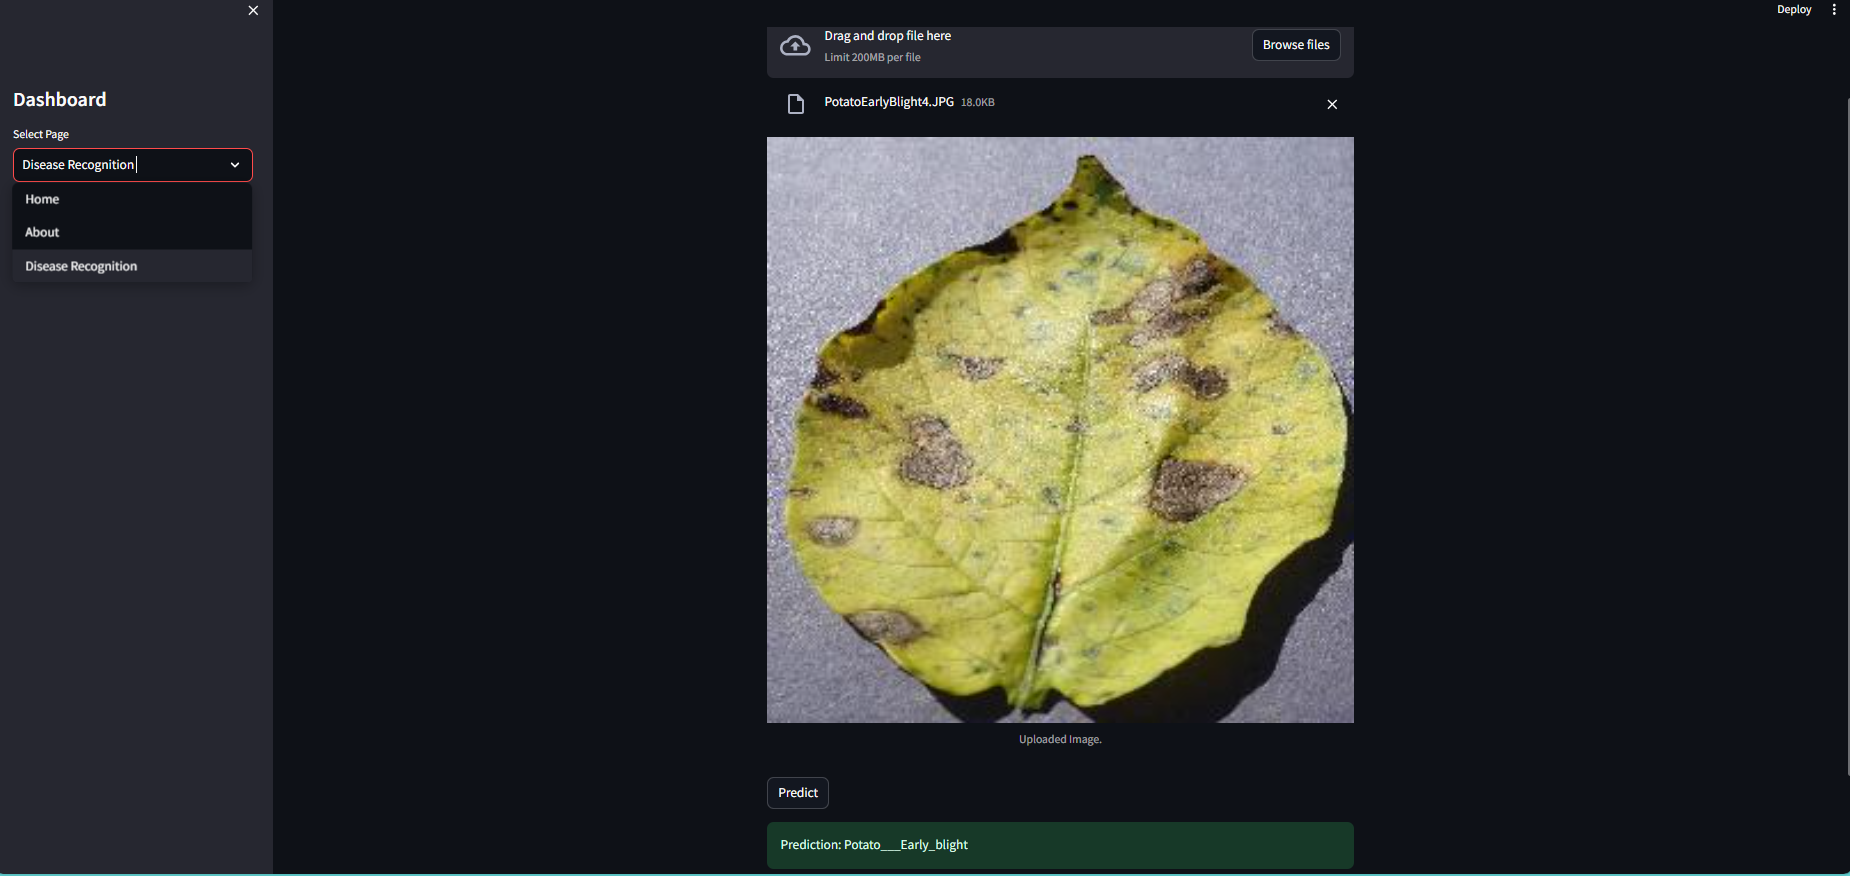 Deploy
Dashboard
Select Page
Disease Recognition
Home
About
Disease Recognition
Drag and drop file here
Limit 200MB per file
Browse files
PotatoEarlyBlight4.JPG 18.0KB
Uploaded Image.
Predict
Prediction: Potato___Early_blight